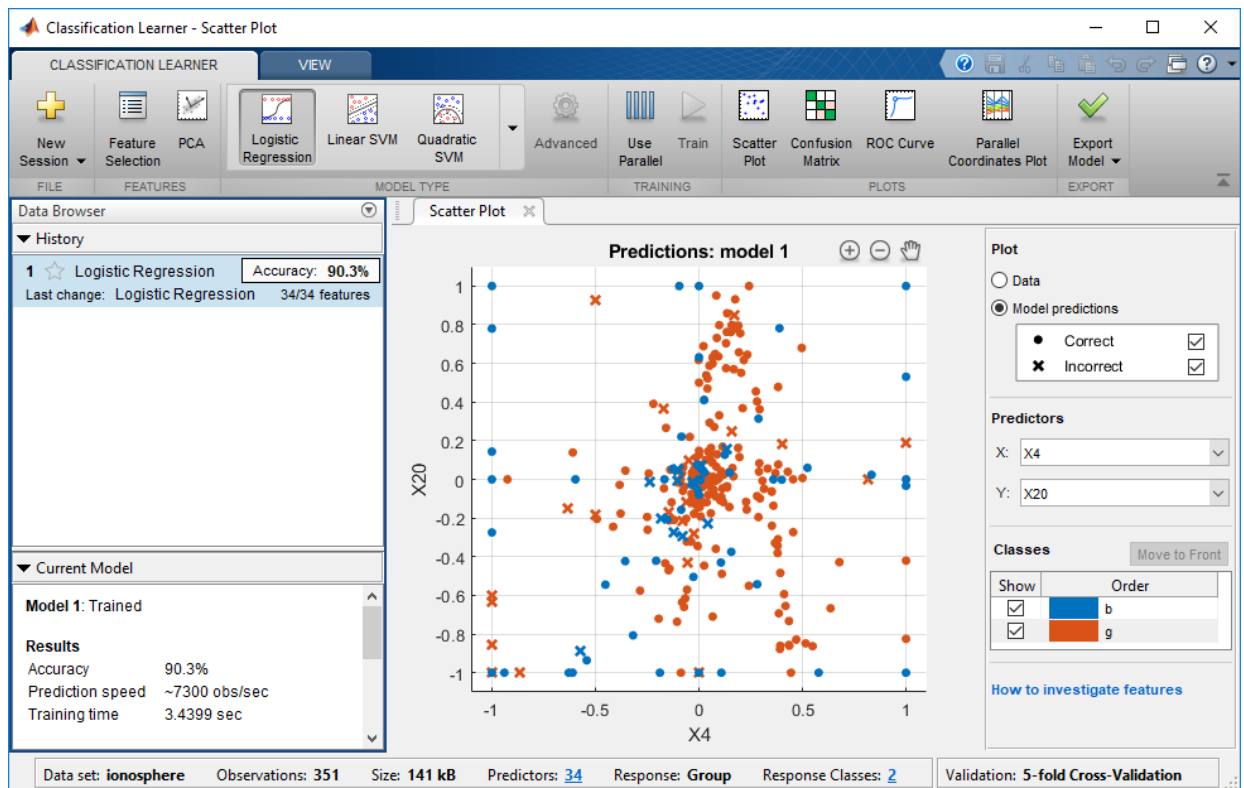 Classification Learner - Scatter Plot
CLASSIFICATION LEARNER VIEW
New Session
Feature Selection
PCA
Logistic Regression
Linear SVM
Quadratic SVM
Advanced
Use Parallel
Train
Scatter Plot
Confusion Matrix
ROC Curve
Parallel Coordinates Plot
Export Model
FILE FEATURES MODEL TYPE TRAINING PLOTS EXPORT
Data Browser
History
1 Logistic Regression Accuracy: 90.3%
Last change: Logistic Regression 34/34 features
Current Model
Model 1: Trained
Results
Accuracy 90.3%
Prediction speed ~7300 obs/sec
Training time 3.4399 sec
Scatter Plot
Predictions: model 1
1
0.8
0.6
0.4
0.2
0
-0.2
-0.4
-0.6
-0.8
-1
X20
-1 -0.5 0 0.5 1
X4
Plot
Data
Model predictions
Correct
Incorrect
Predictors
X: X4
Y: X20
Classes Move to Front
Show Order
b
g
How to investigate features
Data set: ionosphere Observations: 351 Size: 141 kB Predictors: 34 Response: Group Response Classes: 2 Validation: 5-fold Cross-Validation